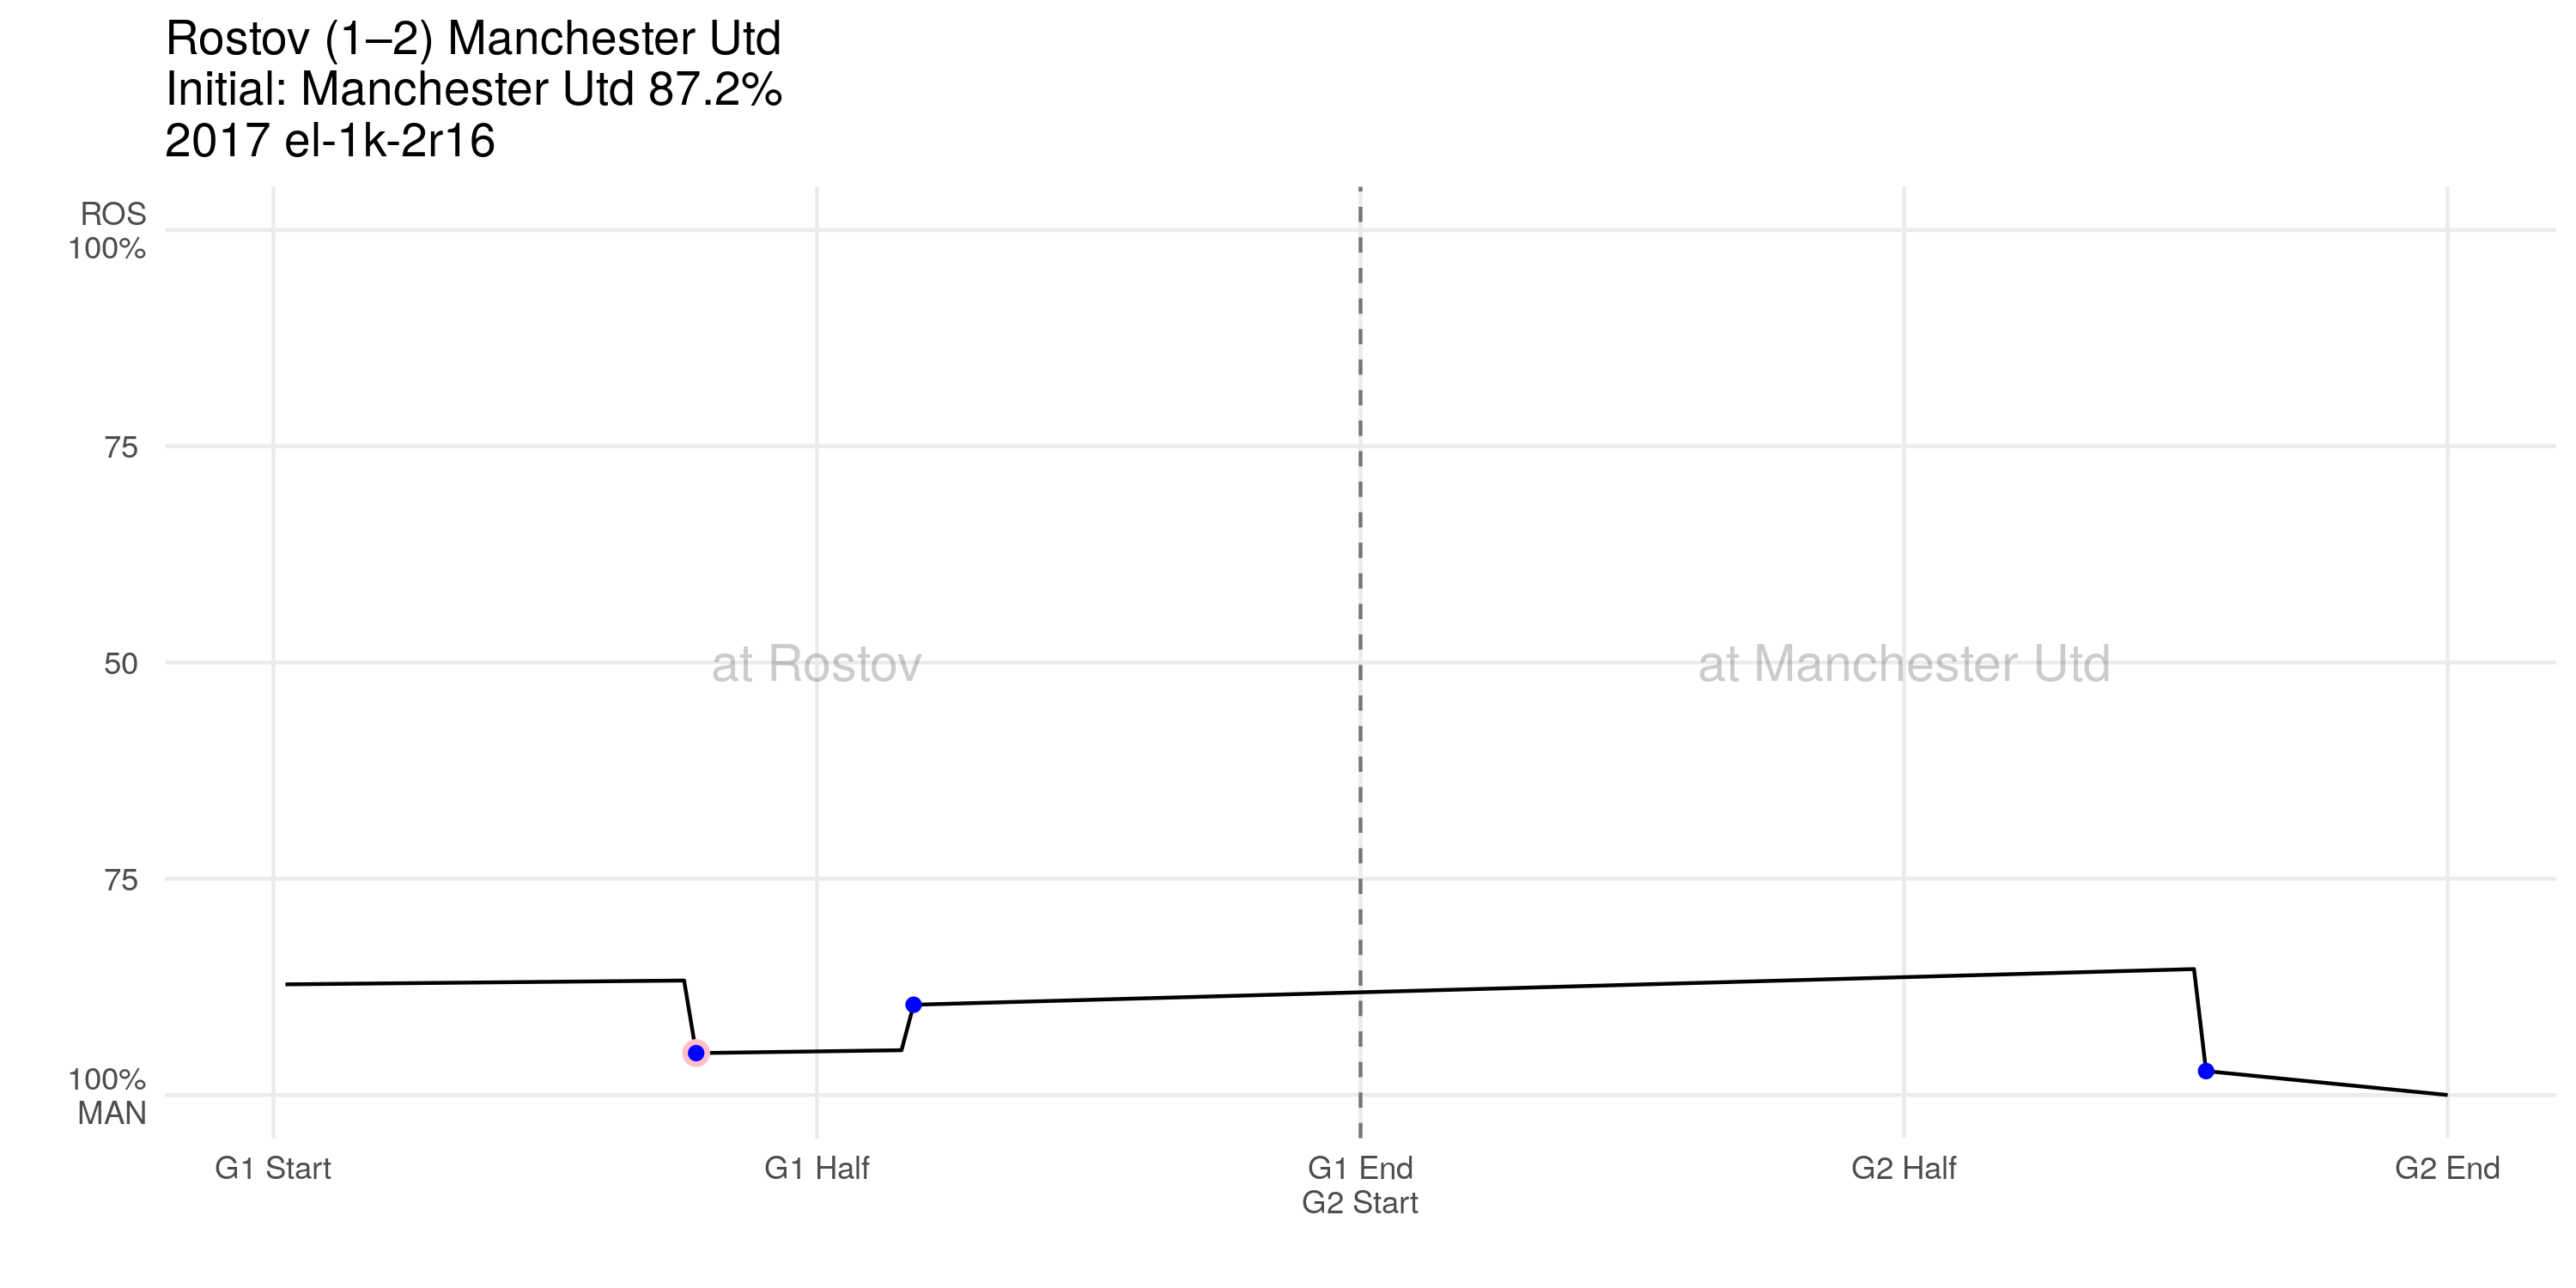 Rostov (1–2) Manchester Utd
Initial: Manchester Utd 87.2%
2017 el-1k-2r16
ROS
100%
75
50
75
100%
MAN
at Rostov
at Manchester Utd
G1 Start
G1 Half
G1 End
G2 Start
G2 Half
G2 End